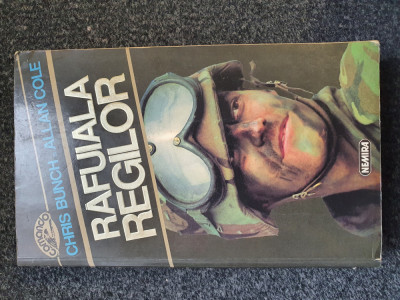 CHRIS BUNCH - ALLAN COLE
RAFUIALA
REGILOR
NEMIRA